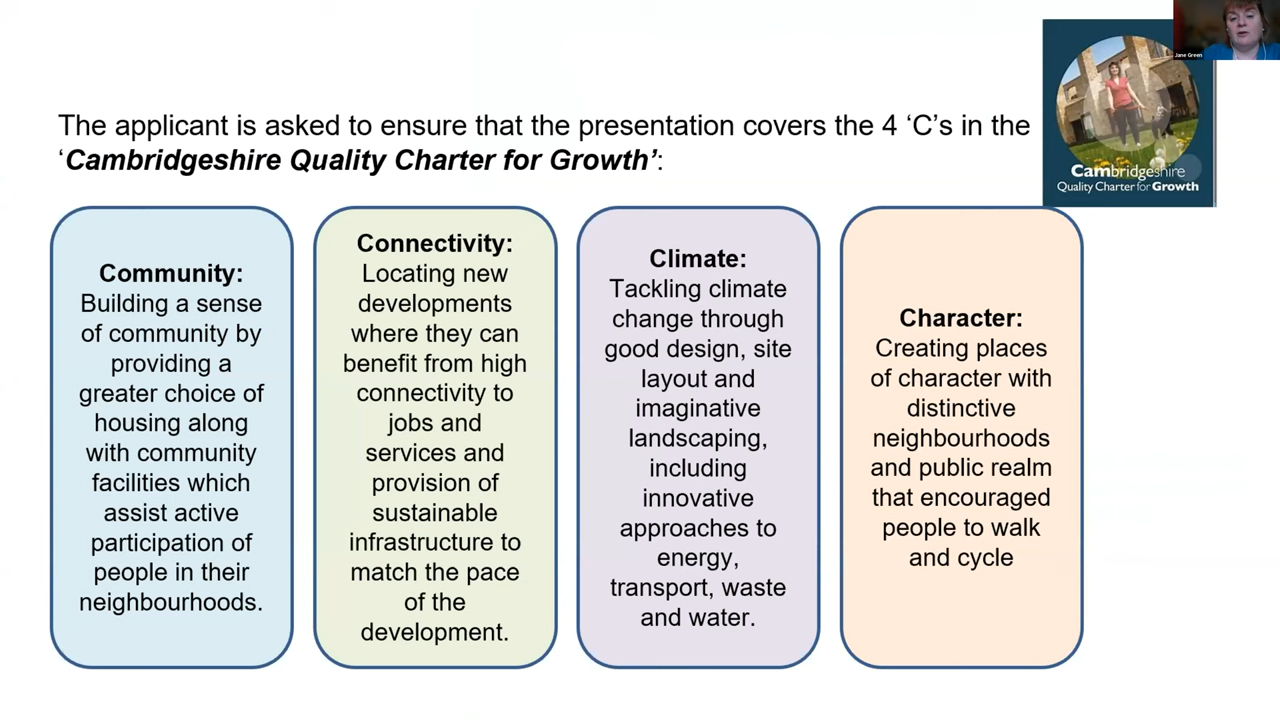 Jane Green
The applicant is asked to ensure that the presentation covers the 4 ‘C’s in the
‘Cambridgeshire Quality Charter for Growth’:
Cambridgeshire
Quality Charter for Growth
Community:
Building a sense
of community by
providing a
greater choice of
housing along
with community
facilities which
assist active
participation of
people in their
neighbourhoods.
Connectivity:
Locating new
developments
where they can
benefit from high
connectivity to
jobs and
services and
provision of
sustainable
infrastructure to
match the pace
of the
development.
Climate:
Tackling climate
change through
good design, site
layout and
imaginative
landscaping,
including
innovative
approaches to
energy,
transport, waste
and water.
Character:
Creating places
of character with
distinctive
neighbourhoods
and public realm
that encouraged
people to walk
and cycle